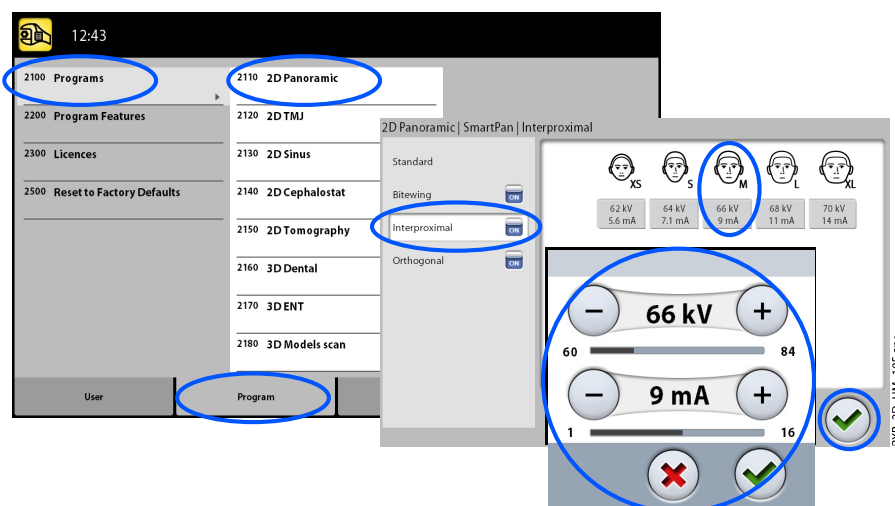 12:43
2100 Programs
2200 Program Features
2300 Licences
2500 Reset to Factory Defaults
2110 2D Panoramic
2120 2D TMJ
2130 2D Sinus
2140 2D Cephalostat
2150 2D Tomography
2160 3D Dental
2170 3D ENT
2180 3D Models scan
User
Program
2D Panoramic | SmartPan | Interproximal
Standard
Bitewing ON
Interproximal ON
Orthogonal ON
XS S M L XL
62 kV 64 kV 66 kV 68 kV 70 kV
5.6 mA 7.1 mA 9 mA 11 mA 14 mA
− 66 kV +
60 84
− 9 mA +
1 16